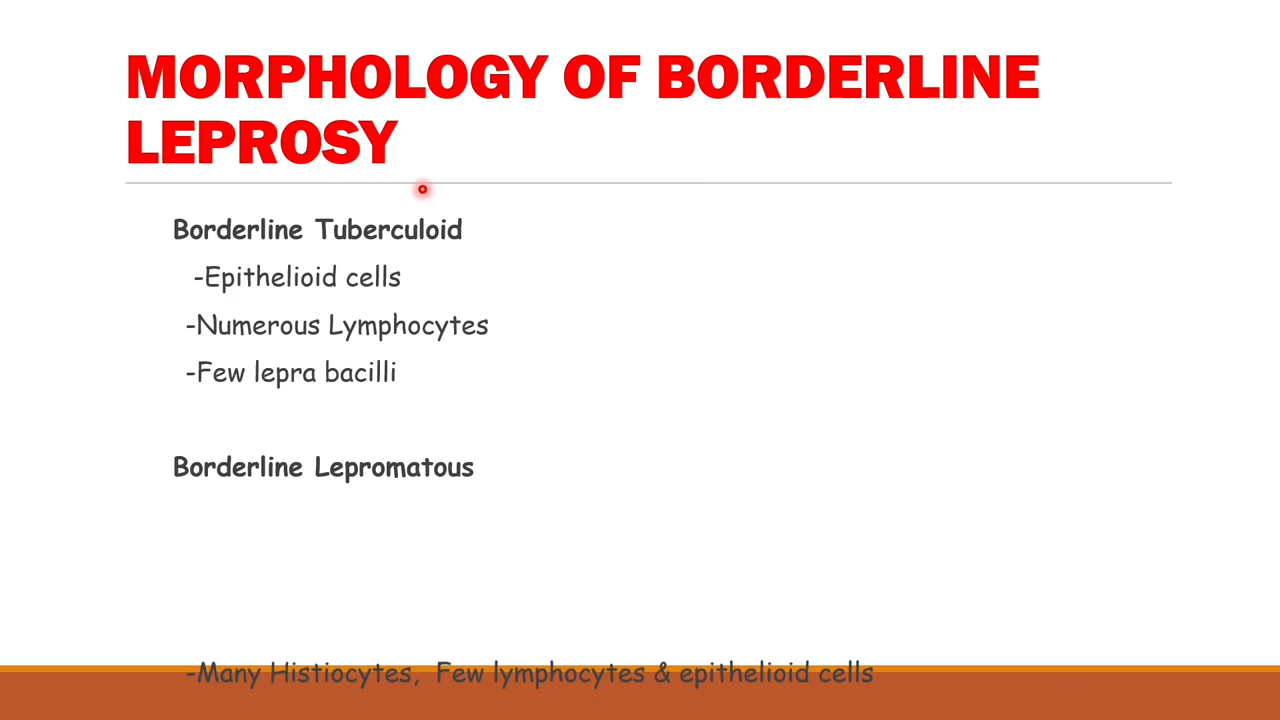 MORPHOLOGY OF BORDERLINE
LEPROSY
Borderline Tuberculoid
-Epithelioid cells
-Numerous Lymphocytes
-Few lepra bacilli
Borderline Lepromatous
-Many Histiocytes, Few lymphocytes & epithelioid cells